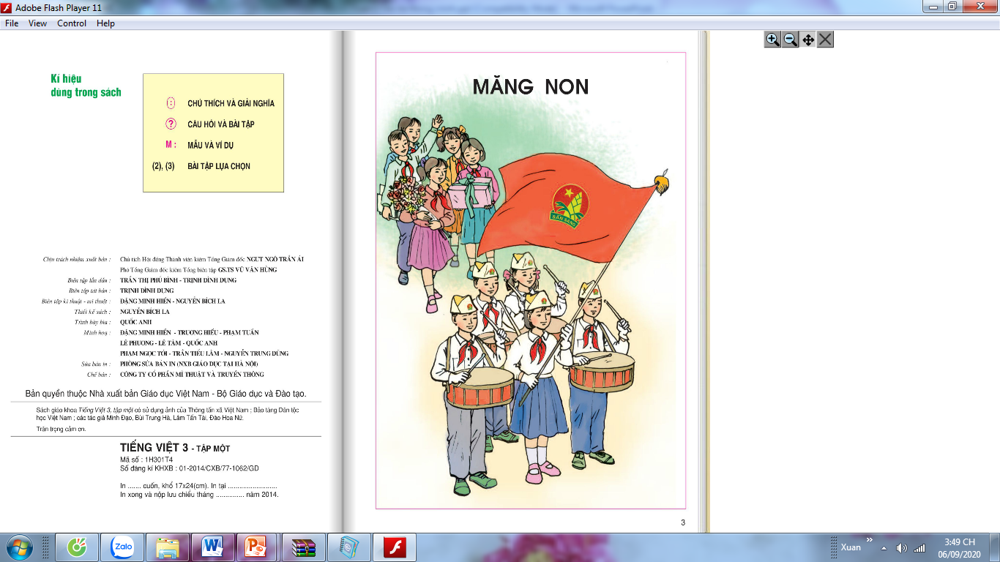 Adobe Flash Player 11
File View Control Help
Kí hiệu
dùng trong sách
: CHÚ THÍCH VÀ GIẢI NGHĨA
? CÂU HỎI VÀ BÀI TẬP
M : MẪU VÀ VÍ DỤ
(2), (3) BÀI TẬP LỰA CHỌN
Chịu trách nhiệm xuất bản : Chủ tịch Hội đồng Thành viên kiêm Tổng Giám đốc NGƯT NGÔ TRẦN ÁI
Phó Tổng Giám đốc kiêm Tổng biên tập GS.TS VŨ VĂN HÙNG
Biên tập lần đầu : TRẦN THỊ PHÚ BÌNH - TRỊNH ĐÌNH DỰNG
Biên tập tái bản : TRỊNH ĐÌNH DỰNG
Biên tập kĩ thuật - mĩ thuật : ĐẶNG MINH HIỀN - NGUYỄN BÍCH LA
Thiết kế sách : NGUYỄN BÍCH LA
Trình bày bìa : QUỐC ANH
Minh hoạ : ĐẶNG MINH HIỀN - TRƯƠNG HIẾU - PHẠM TUẤN
LÊ PHƯƠNG - LÊ TÂM - QUỐC ANH
PHẠM NGỌC TỚI - TRẦN TIỂU LÂM - NGUYỄN TRUNG DŨNG
Sửa bản in : PHÒNG SỬA BẢN IN (NXB GIÁO DỤC TẠI HÀ NỘI)
Chế bản : CÔNG TY CỔ PHẦN MĨ THUẬT VÀ TRUYỀN THÔNG
Bản quyền thuộc Nhà xuất bản Giáo dục Việt Nam - Bộ Giáo dục và Đào tạo.
Sách giáo khoa Tiếng Việt 3, tập một có sử dụng ảnh của Thông tấn xã Việt Nam ; Bảo tàng Dân tộc
học Việt Nam ; các tác giả Minh Đạo, Bùi Trung Hà, Lâm Tấn Tài, Đào Hoa Nữ.
Trân trọng cảm ơn.
TIẾNG VIỆT 3 - TẬP MỘT
Mã số : 1H301T4
Số đăng kí KHXB : 01-2014/CXB/77-1062/GD
In ....... cuốn, khổ 17x24(cm). In tại .........................
In xong và nộp lưu chiểu tháng .............. năm 2014.
MĂNG NON
SẴN SÀNG
3
Zalo
Xuan
3:49 CH
06/09/2020